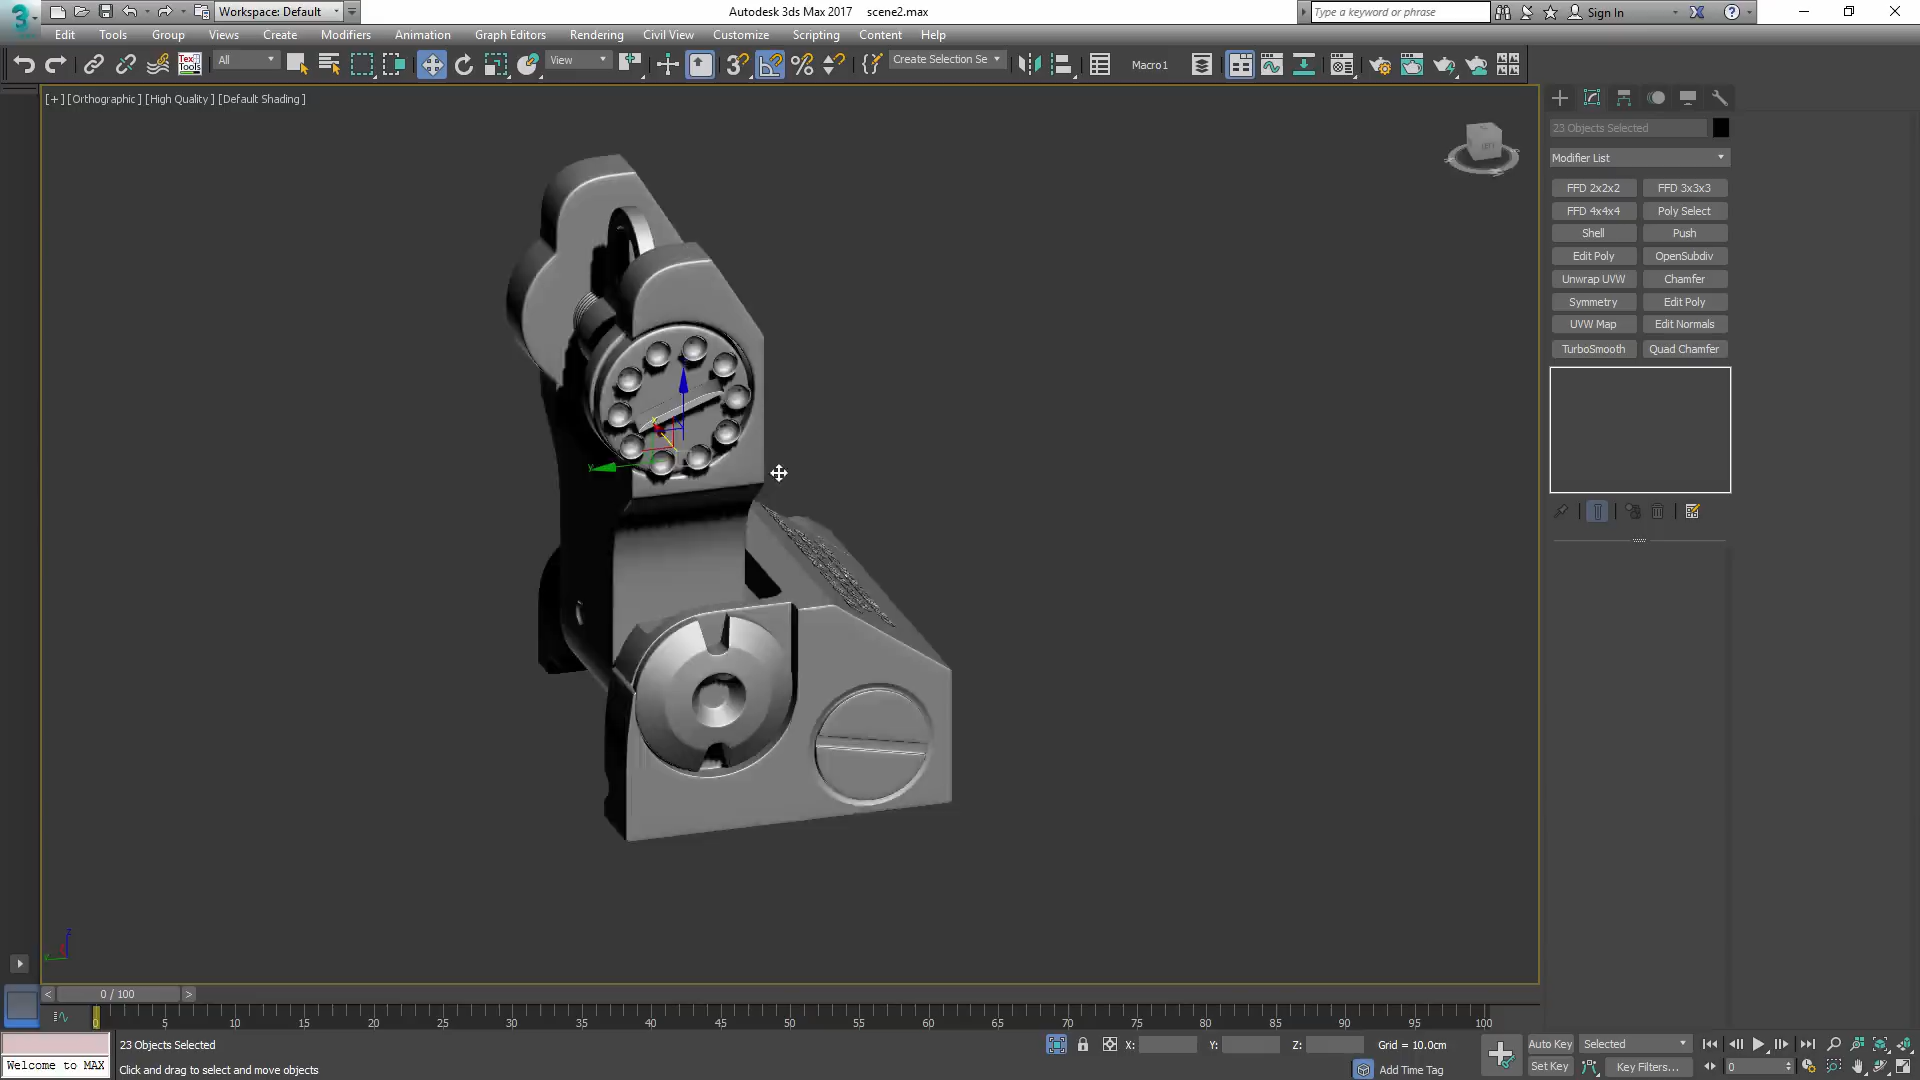 Workspace: Default
Autodesk 3ds Max 2017    scene2.max
Type a keyword or phrase
Sign In
Edit Tools Group Views Create Modifiers Animation Graph Editors Rendering Civil View Customize Scripting Content Help
Text Tools
All
View
Create Selection Se
Macro1
[+] [Orthographic ] [High Quality ] [Default Shading ]
23 Objects Selected
Modifier List
FFD 2x2x2 FFD 3x3x3
FFD 4x4x4 Poly Select
Shell Push
Edit Poly OpenSubdiv
Unwrap UVW Chamfer
Symmetry Edit Poly
UVW Map Edit Normals
TurboSmooth Quad Chamfer
y
< 0 / 100 >
0 5 10 15 20 25 30 35 40 45 50 55 60 65 70 75 80 85 90 95 100
23 Objects Selected
X: Y: Z: Grid = 10.0cm
Auto Key Selected
Welcome to MAX
Click and drag to select and move objects
Add Time Tag
Set Key Key Filters... 0